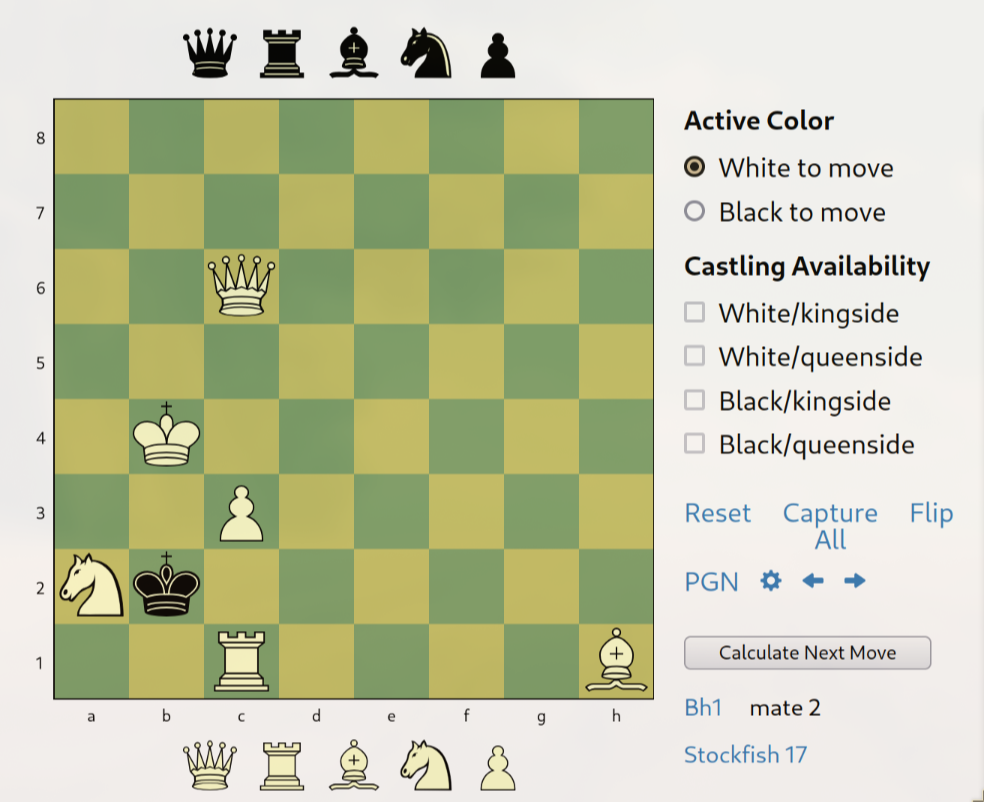 Active Color
8
White to move
7
Black to move
Castling Availability
6
White/kingside
White/queenside
5
Black/kingside
4
Black/queenside
3
Reset Capture All Flip
2
PGN
1
Calculate Next Move
a b c d e f g h
Bh1 mate 2
Stockfish 17